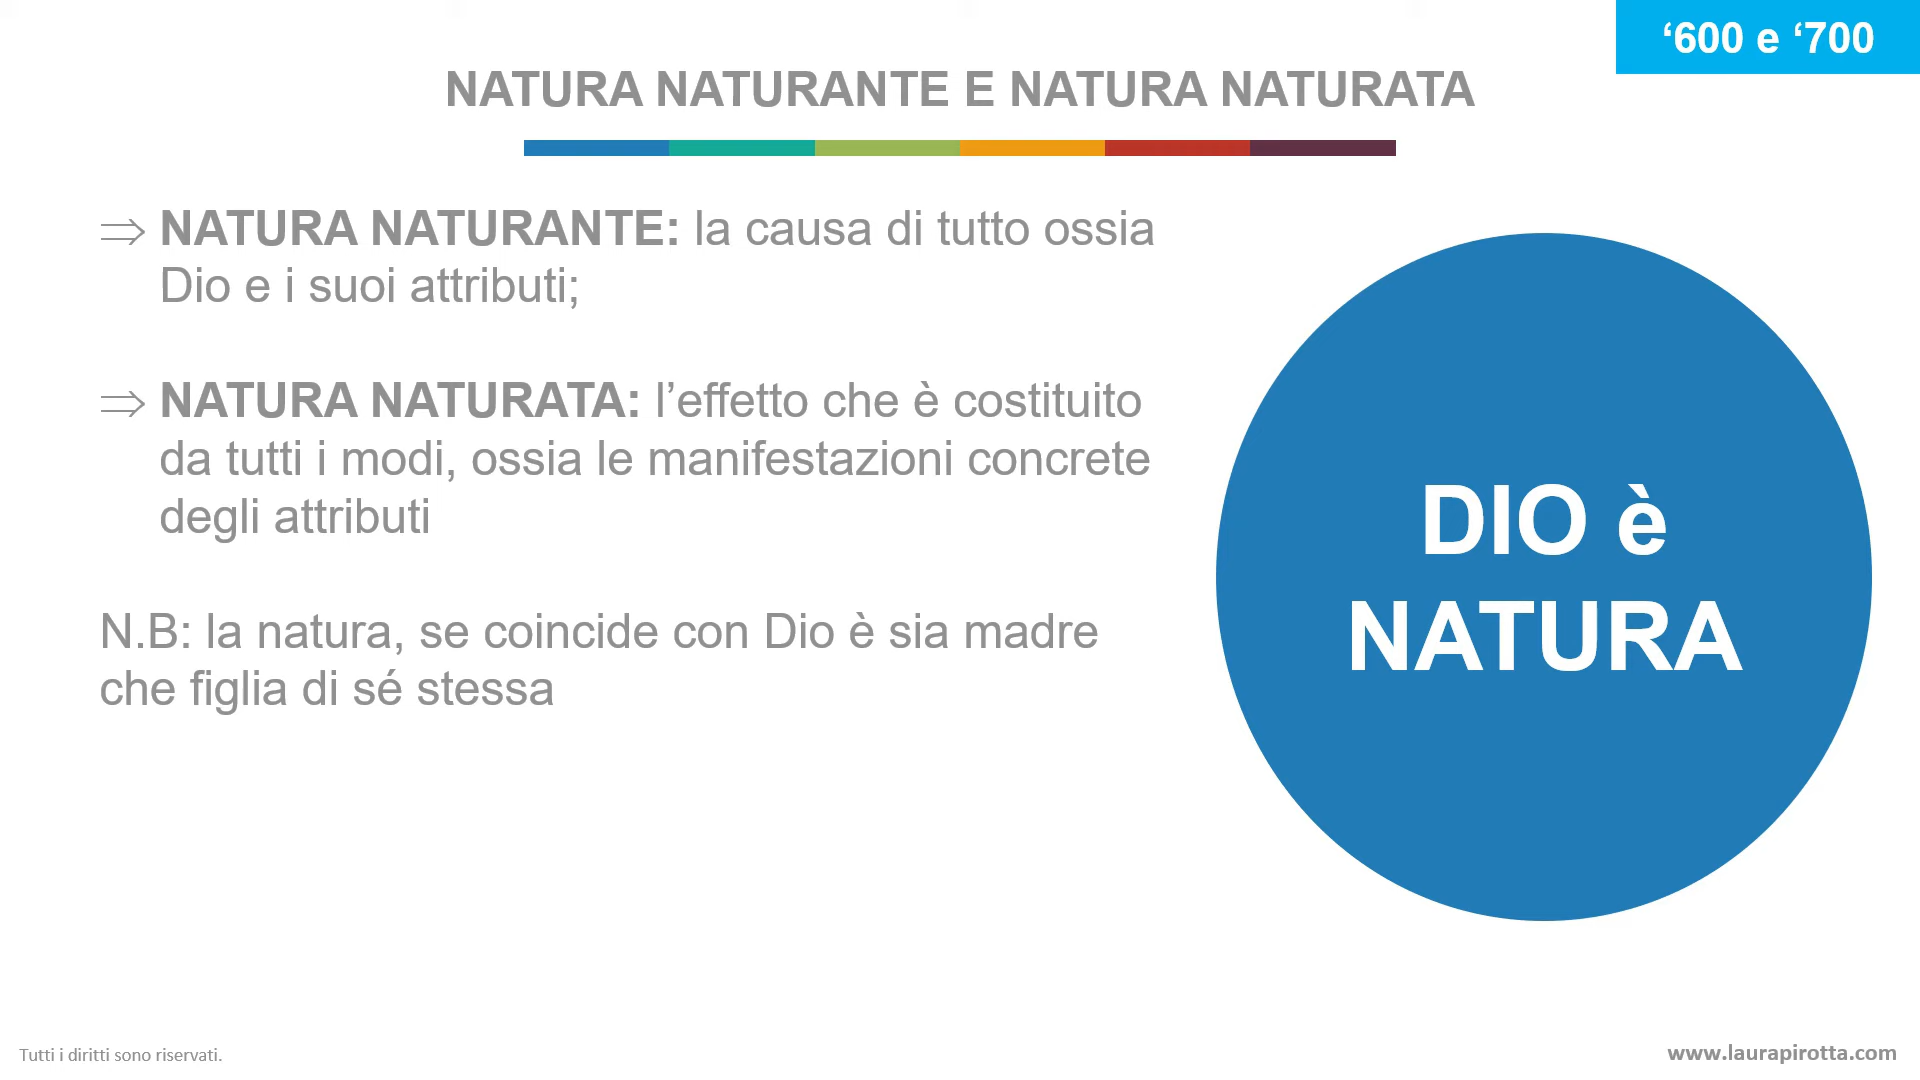 ‘600 e ‘700
NATURA NATURANTE E NATURA NATURATA
⇒ NATURA NATURANTE: la causa di tutto ossia
Dio e i suoi attributi;
⇒ NATURA NATURATA: l’effetto che è costituito
da tutti i modi, ossia le manifestazioni concrete
degli attributi
N.B: la natura, se coincide con Dio è sia madre
che figlia di sé stessa
DIO è
NATURA
Tutti i diritti sono riservati.
www.laurapirotta.com